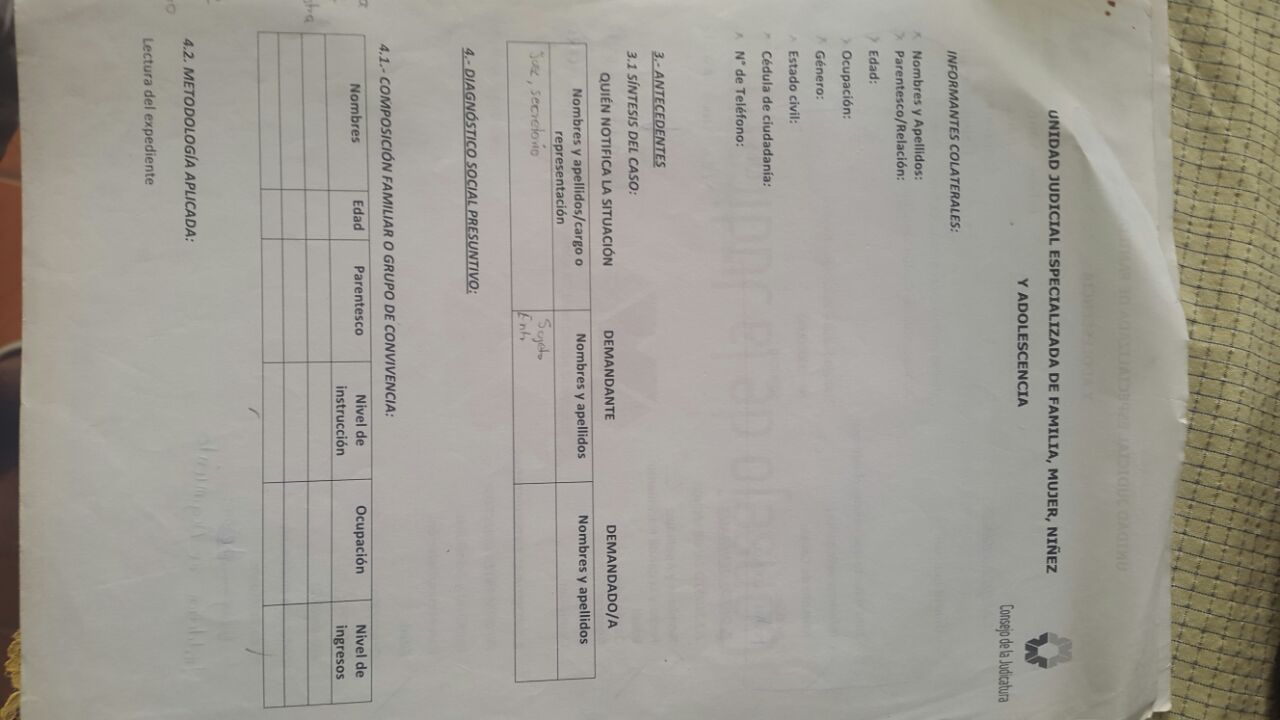 UNIDAD JUDICIAL ESPECIALIZADA DE FAMILIA, MUJER, NIÑEZ
Y ADOLESCENCIA
Consejo de la Judicatura
INFORMANTES COLATERALES:
Nombres y Apellidos:
Parentesco/Relación:
Edad:
Ocupación:
Género:
Estado civil:
Cédula de ciudadanía:
N° de Teléfono:
3.- ANTECEDENTES
3.1 SÍNTESIS DEL CASO:
QUIÉN NOTIFICA LA SITUACIÓN DEMANDANTE DEMANDADO/A
Nombres y apellidos/cargo o
representación
Nombres y apellidos
Nombres y apellidos
Juez, secretario
Sujeto
4.- DIAGNÓSTICO SOCIAL PRESUNTIVO:
4.1.- COMPOSICIÓN FAMILIAR O GRUPO DE CONVIVENCIA:
Nombres
Edad
Parentesco
Nivel de
instrucción
Ocupación
Nivel de
ingresos
4.2. METODOLOGÍA APLICADA:
Lectura del expediente